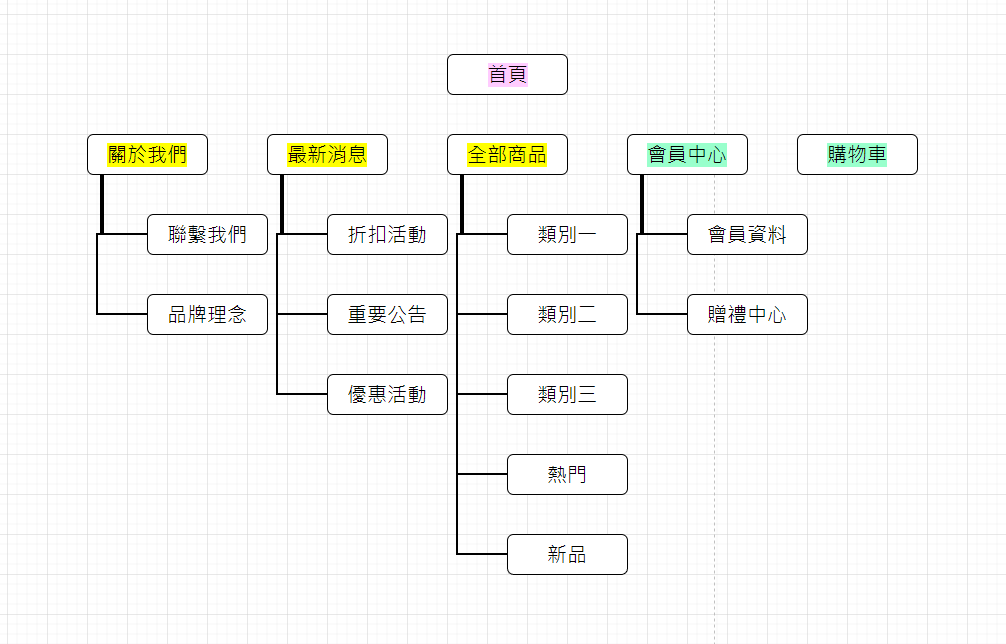 首頁
關於我們
最新消息
全部商品
會員中心
購物車
聯繫我們
折扣活動
類別一
會員資料
品牌理念
重要公告
類別二
贈禮中心
優惠活動
類別三
熱門
新品